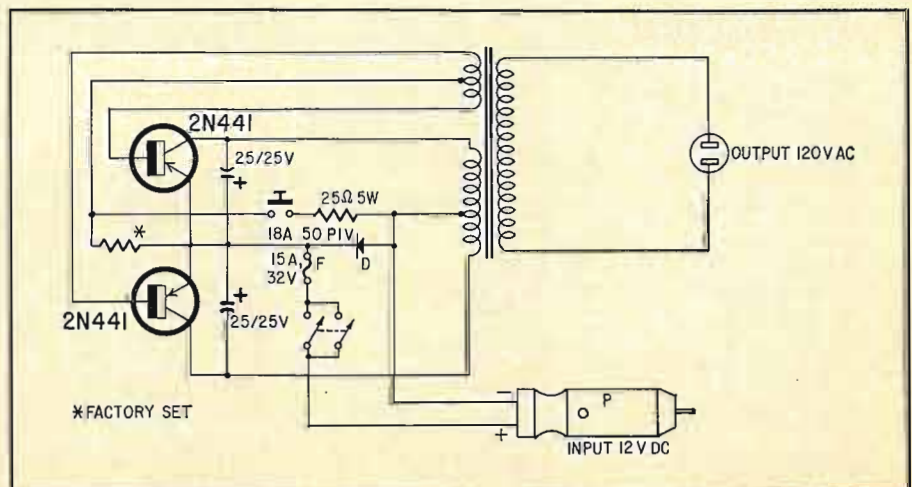 2N441
25/25V
+
25Ω 5W
OUTPUT 120V AC
*
18A 50 PIV
15A, F D
32V
+
2N441
25/25V
*FACTORY SET
-
P
+
INPUT 12V DC